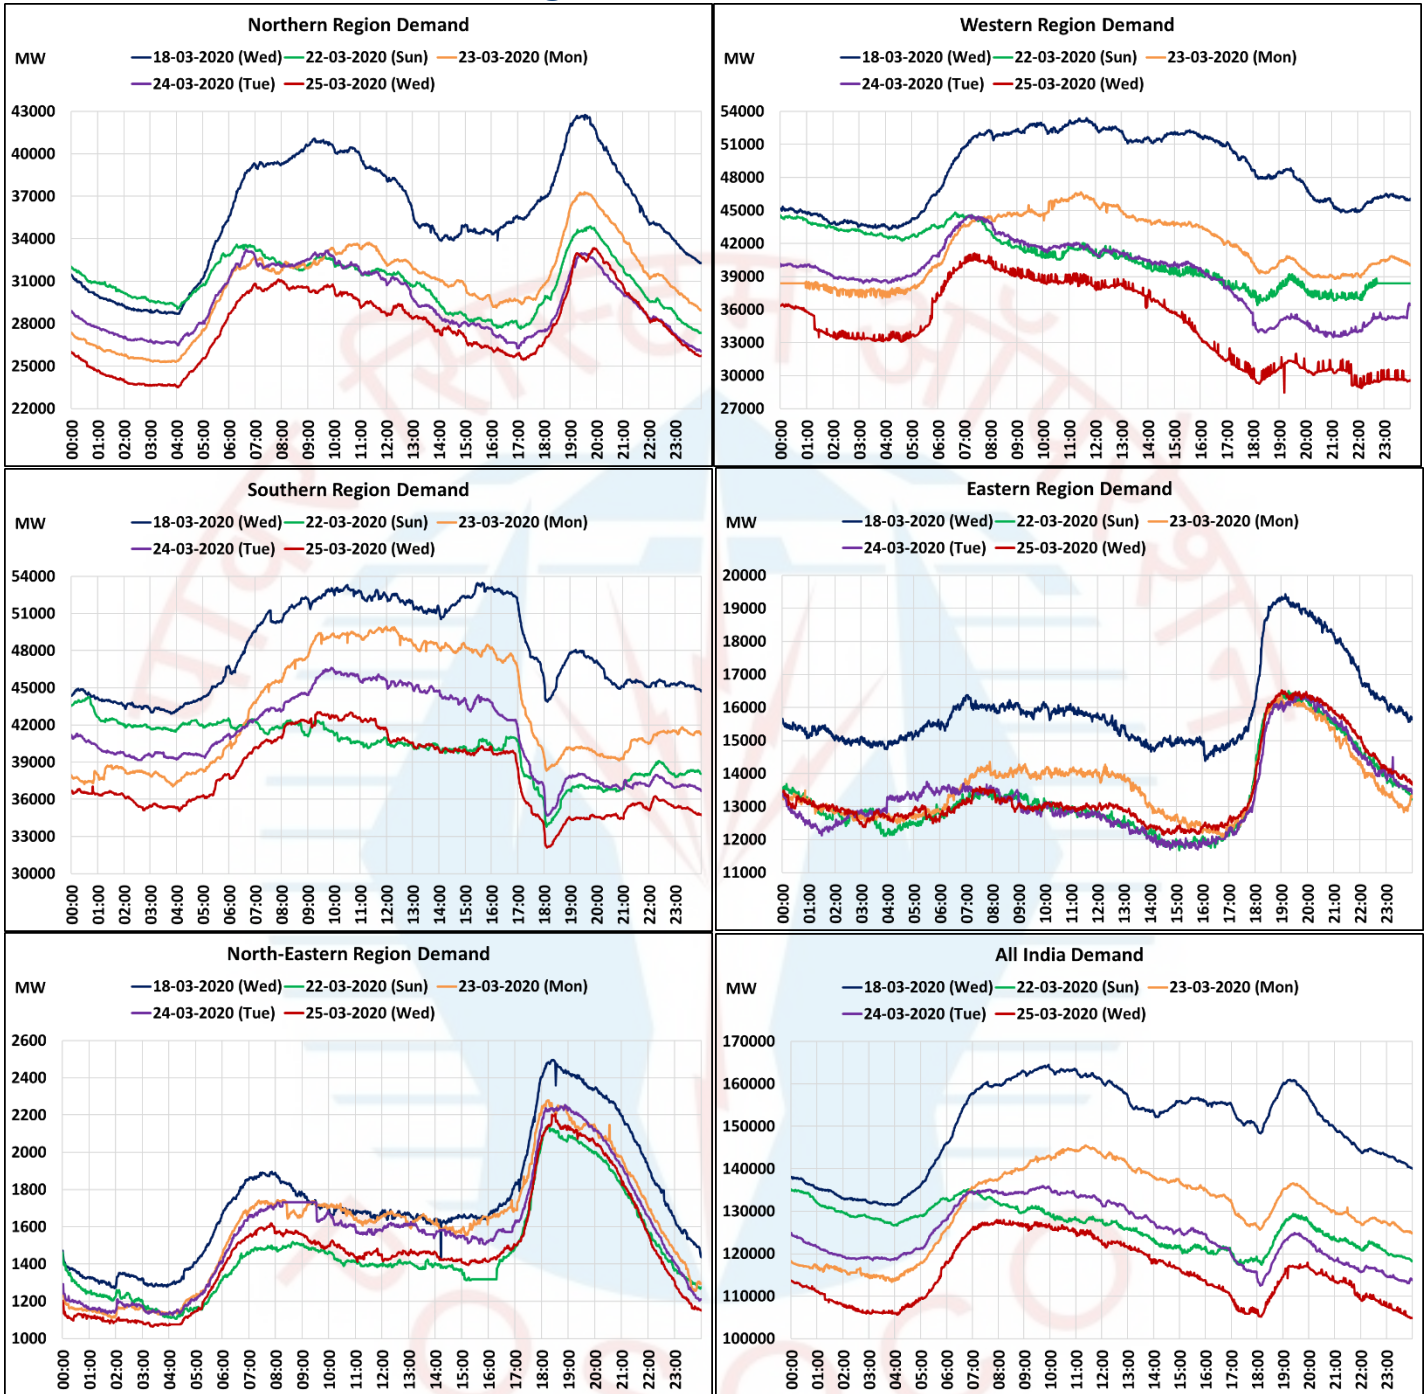 Northern Region Demand
MW
18-03-2020 (Wed) 22-03-2020 (Sun) 23-03-2020 (Mon)
24-03-2020 (Tue) 25-03-2020 (Wed)
43000
40000
37000
34000
31000
28000
25000
22000
00:00 01:00 02:00 03:00 04:00 05:00 06:00 07:00 08:00 09:00 10:00 11:00 12:00 13:00 14:00 15:00 16:00 17:00 18:00 19:00 20:00 21:00 22:00 23:00
Western Region Demand
MW
18-03-2020 (Wed) 22-03-2020 (Sun) 23-03-2020 (Mon)
24-03-2020 (Tue) 25-03-2020 (Wed)
54000
51000
48000
45000
42000
39000
36000
33000
30000
27000
00:00 01:00 02:00 03:00 04:00 05:00 06:00 07:00 08:00 09:00 10:00 11:00 12:00 13:00 14:00 15:00 16:00 17:00 18:00 19:00 20:00 21:00 22:00 23:00
Southern Region Demand
MW
18-03-2020 (Wed) 22-03-2020 (Sun) 23-03-2020 (Mon)
24-03-2020 (Tue) 25-03-2020 (Wed)
54000
51000
48000
45000
42000
39000
36000
33000
30000
00:00 01:00 02:00 03:00 04:00 05:00 06:00 07:00 08:00 09:00 10:00 11:00 12:00 13:00 14:00 15:00 16:00 17:00 18:00 19:00 20:00 21:00 22:00 23:00
Eastern Region Demand
MW
18-03-2020 (Wed) 22-03-2020 (Sun) 23-03-2020 (Mon)
24-03-2020 (Tue) 25-03-2020 (Wed)
20000
19000
18000
17000
16000
15000
14000
13000
12000
11000
00:00 01:00 02:00 03:00 04:00 05:00 06:00 07:00 08:00 09:00 10:00 11:00 12:00 13:00 14:00 15:00 16:00 17:00 18:00 19:00 20:00 21:00 22:00 23:00
North-Eastern Region Demand
MW
18-03-2020 (Wed) 22-03-2020 (Sun) 23-03-2020 (Mon)
24-03-2020 (Tue) 25-03-2020 (Wed)
2600
2400
2200
2000
1800
1600
1400
1200
1000
00:00 01:00 02:00 03:00 04:00 05:00 06:00 07:00 08:00 09:00 10:00 11:00 12:00 13:00 14:00 15:00 16:00 17:00 18:00 19:00 20:00 21:00 22:00 23:00
All India Demand
MW
18-03-2020 (Wed) 22-03-2020 (Sun) 23-03-2020 (Mon)
24-03-2020 (Tue) 25-03-2020 (Wed)
170000
160000
150000
140000
130000
120000
110000
100000
00:00 01:00 02:00 03:00 04:00 05:00 06:00 07:00 08:00 09:00 10:00 11:00 12:00 13:00 14:00 15:00 16:00 17:00 18:00 19:00 20:00 21:00 22:00 23:00